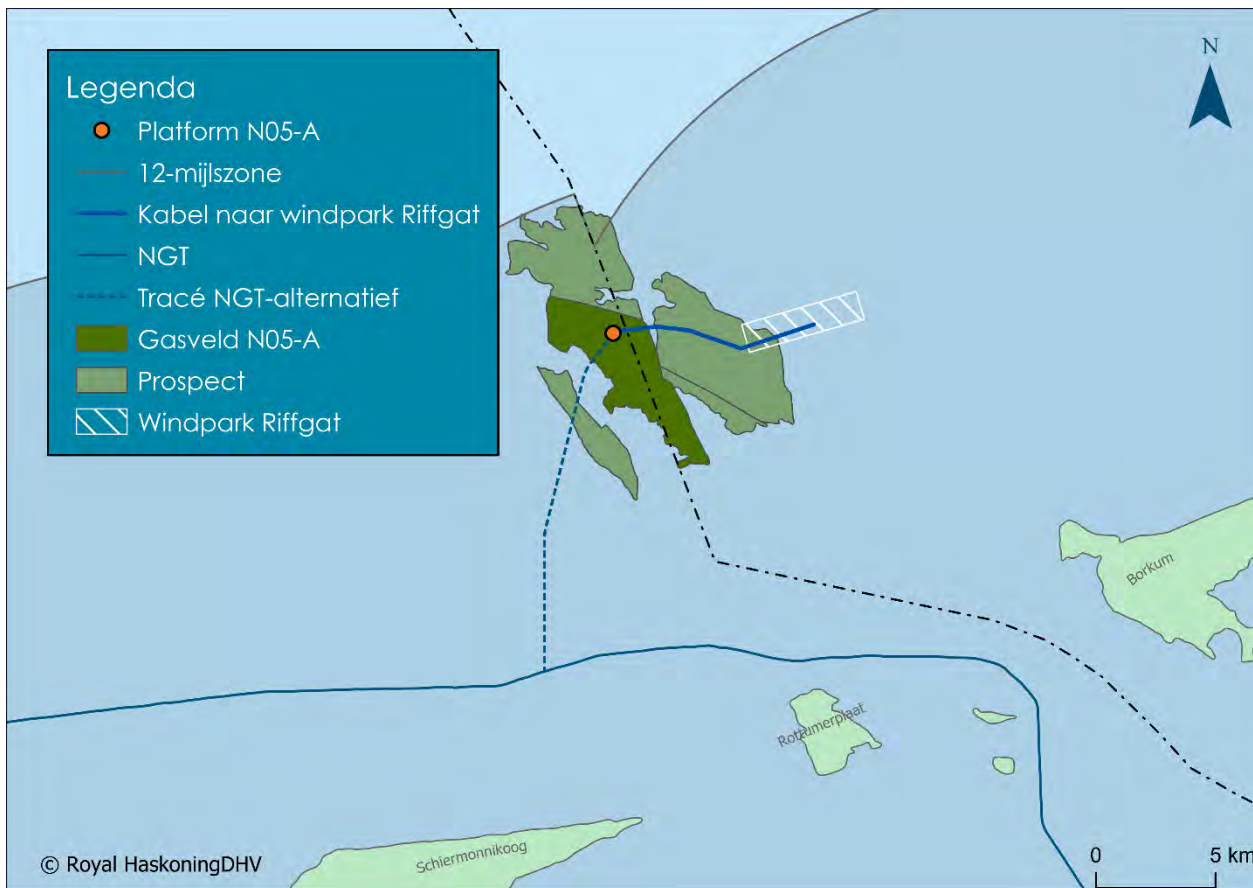 N
Legenda
Platform N05-A
12-mijlszone
Kabel naar windpark Riffgat
NGT
Tracé NGT-alternatief
Gasveld N05-A
Prospect
Windpark Riffgat
Borkum
Rottumerplaat
Schiermonnikoog
© Royal HaskoningDHV
0 5 km